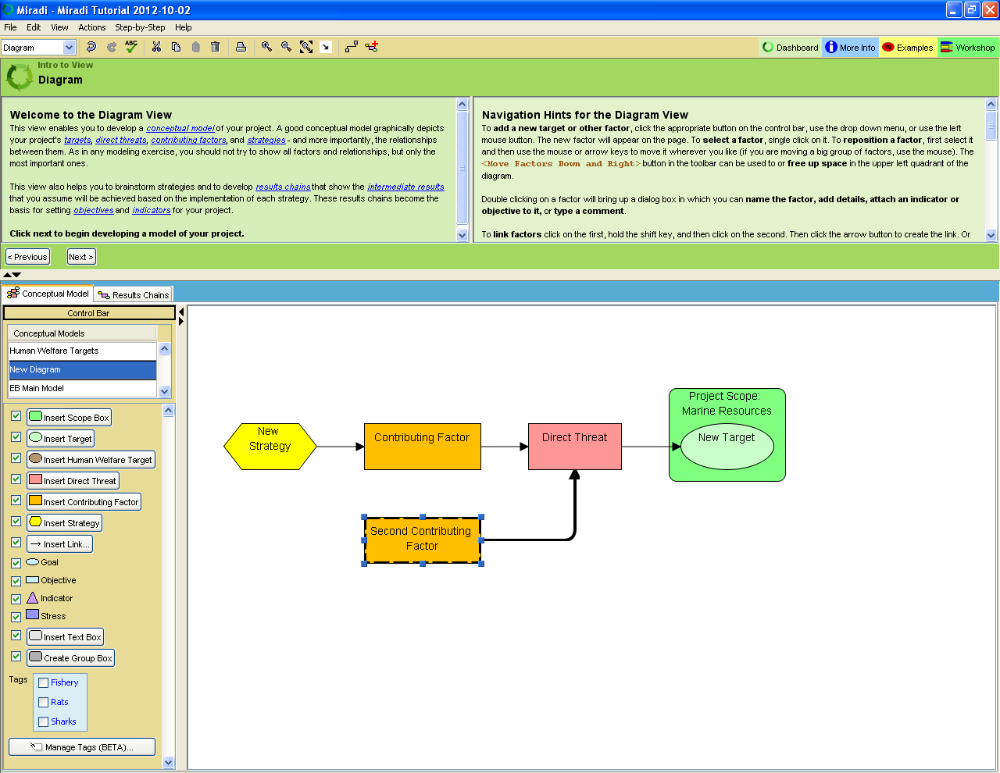 Miradi - Miradi Tutorial 2012-10-02
File Edit View Actions Step-by-Step Help
Diagram
ABC
Dashboard More Info Examples Workshop
Intro to View
Diagram
Welcome to the Diagram View
This view enables you to develop a conceptual model of your project. A good conceptual model graphically depicts
your project's targets, direct threats, contributing factors, and strategies - and more importantly, the relationships
between them. As in any modeling exercise, you should not try to show all factors and relationships, but only the
most important ones.
This view also helps you to brainstorm strategies and to develop results chains that show the intermediate results
that you assume will be achieved based on the implementation of each strategy. These results chains become the
basis for setting objectives and indicators for your project.
Click next to begin developing a model of your project.
Navigation Hints for the Diagram View
To add a new target or other factor, click the appropriate button on the control bar, use the drop down menu, or use the left
mouse button. The new factor will appear on the page. To select a factor, single click on it. To reposition a factor, first select it
and then use the mouse or arrow keys to move it wherever you like (if you are moving a big group of factors, use the mouse). The
<Move Factors Down and Right> button in the toolbar can be used to or free up space in the upper left quadrant of the
diagram.
Double clicking on a factor will bring up a dialog box in which you can name the factor, add details, attach an indicator or
objective to it, or type a comment.
To link factors click on the first, hold the shift key, and then click on the second. Then click the arrow button to create the link. Or
< Previous Next >
Conceptual Model Results Chains
Control Bar
Conceptual Models
Human Welfare Targets
New Diagram
EB Main Model
Insert Scope Box
Insert Target
Insert Human Welfare Target
Insert Direct Threat
Insert Contributing Factor
Insert Strategy
Insert Link...
Goal
Objective
Indicator
Stress
Insert Text Box
Create Group Box
Tags
Fishery
Rats
Sharks
Manage Tags (BETA)...
New
Strategy
Contributing Factor
Direct Threat
Project Scope:
Marine Resources
New Target
Second Contributing
Factor